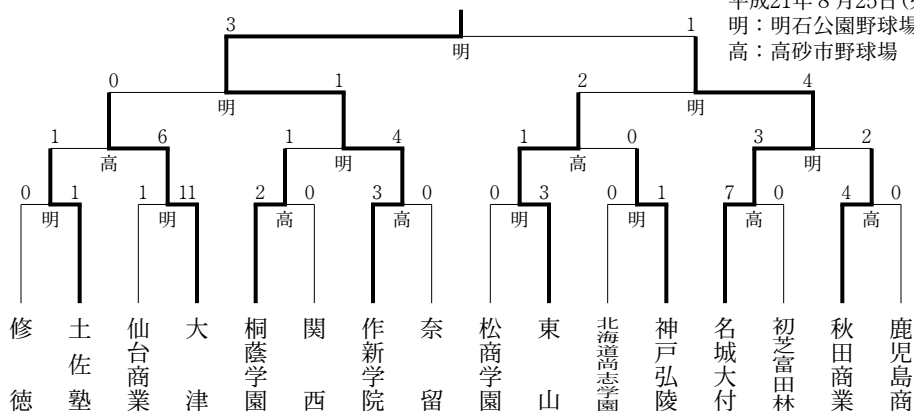 平成21年8月25日(
明：明石公園野球場
高：高砂市野球場
3 1
明
0 1 2 4
明 明
1 6 1 4 1 0 3 2
高 明 高 明
0 1 1 11 2 0 3 0 0 3 0 1 7 0 4 0
明 明 高 高 明 明 高 高
修徳
土佐塾
仙台商業
大津
桐蔭学園
関西
作新学院
奈留
松商学園
東山
北海道尚志学園
神戸弘陵
名城大付
初芝富田林
秋田商業
鹿児島商